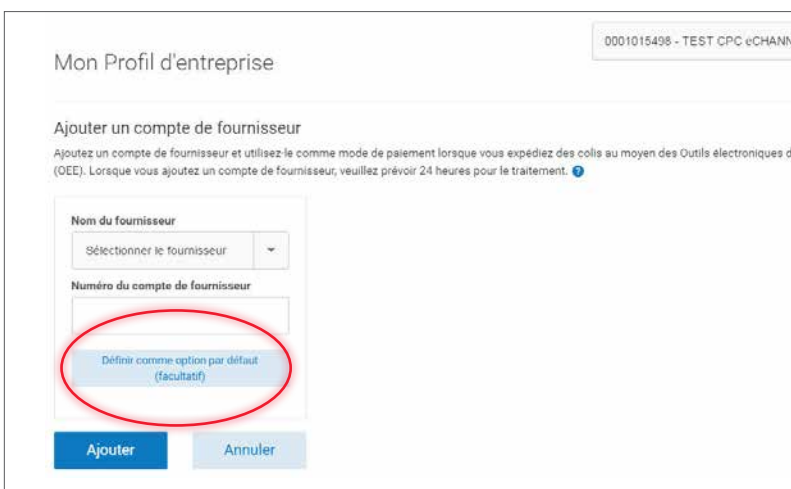 0001015498 - TEST CPC eCHANN
Mon Profil d'entreprise
Ajouter un compte de fournisseur
Ajoutez un compte de fournisseur et utilisez-le comme mode de paiement lorsque vous expédiez des colis au moyen des Outils électroniques d
(OEE). Lorsque vous ajoutez un compte de fournisseur, veuillez prévoir 24 heures pour le traitement. ?
Nom du fournisseur
Sélectionner le fournisseur
Numéro du compte de fournisseur
Définir comme option par défaut
(facultatif)
Ajouter Annuler